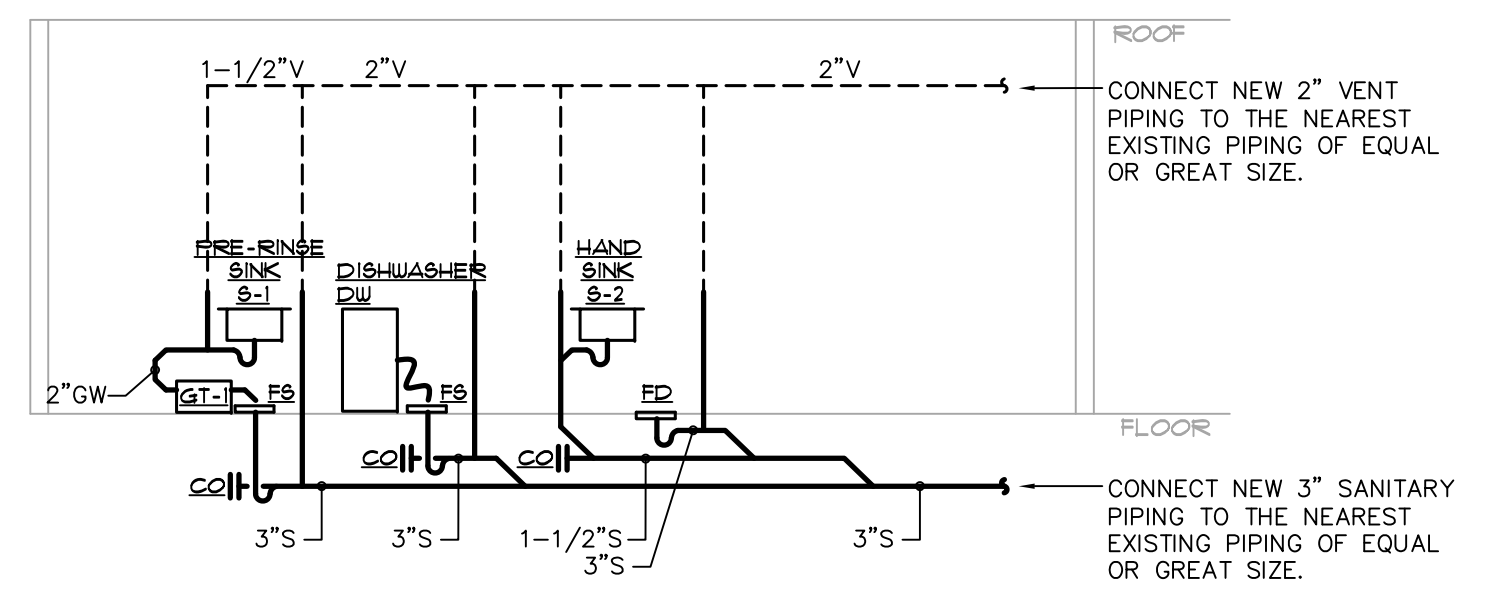 ROOF
1-1/2"V
2"V
2"V
CONNECT NEW 2" VENT
PIPING TO THE NEAREST
EXISTING PIPING OF EQUAL
OR GREAT SIZE.
PRE-RINSE
SINK
S-1
DISHWASHER
DW
HAND
SINK
S-2
2"GW
GT-1
FS
FS
FD
FLOOR
CO
CO
CO
3"S
3"S
1-1/2"S
3"S
3"S
CONNECT NEW 3" SANITARY
PIPING TO THE NEAREST
EXISTING PIPING OF EQUAL
OR GREAT SIZE.